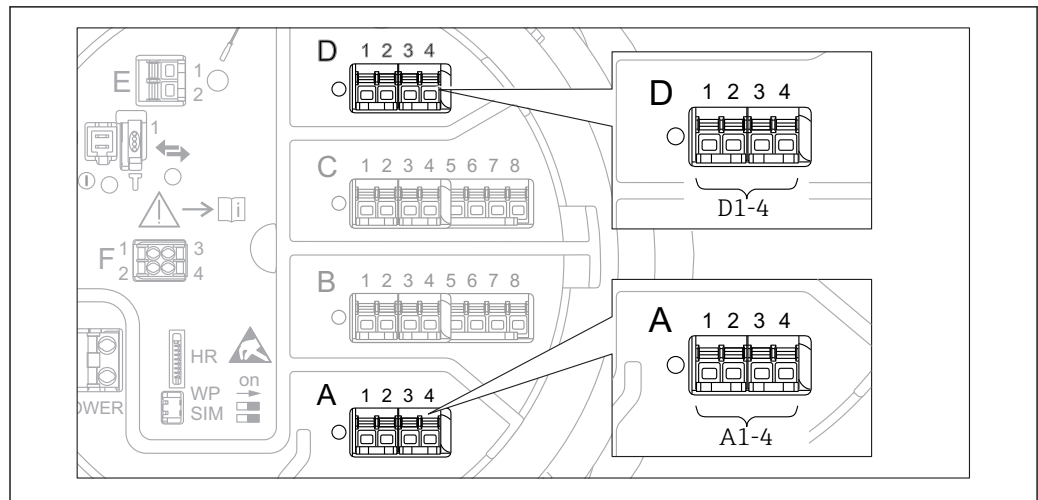 D 1 2 3 4
E 1
2
D 1 2 3 4
D1-4
1
C 1 2 3 4 5 6 7 8
i
F 1 3
2 4
B 1 2 3 4 5 6 7 8
A 1 2 3 4
A1-4
HR
WP on
SIM
OWER
A 1 2 3 4